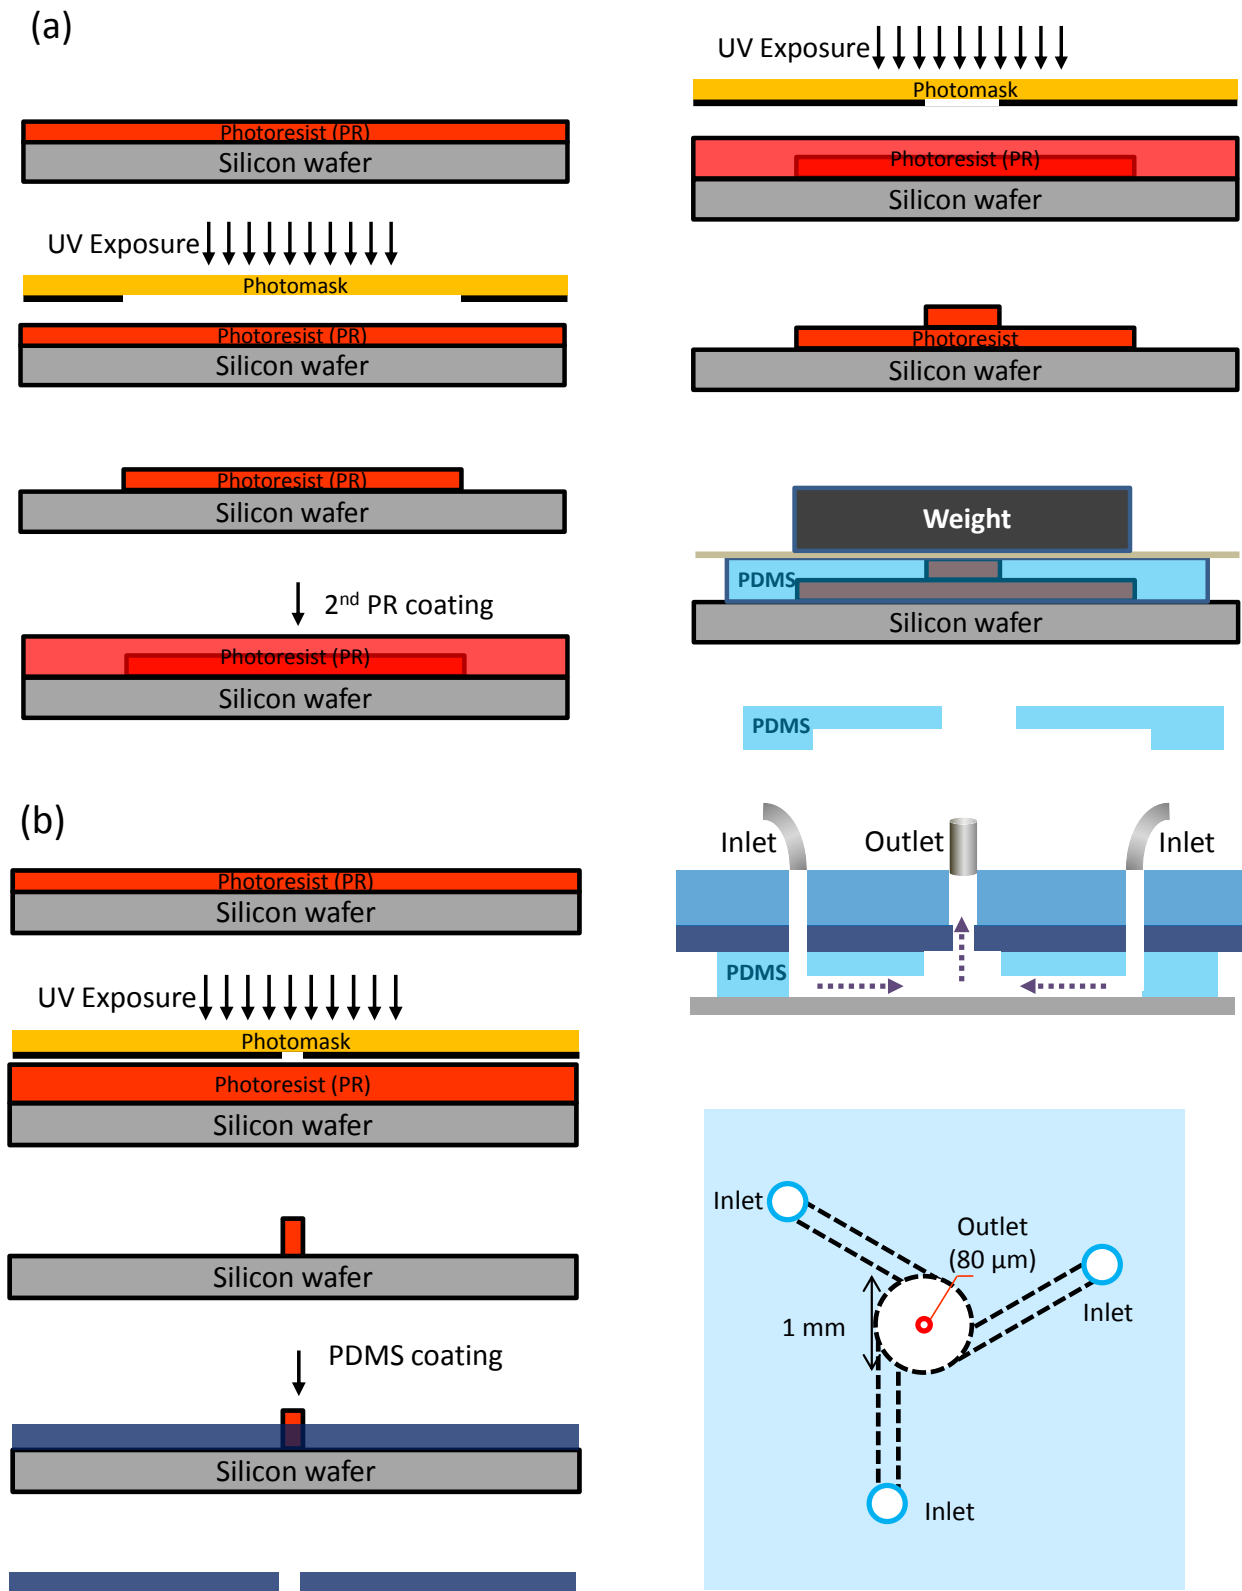 (a)
Photoresist (PR)
Silicon wafer
UV Exposure
Photomask
Photoresist (PR)
Silicon wafer
Photoresist (PR)
Silicon wafer
2nd PR coating
Photoresist (PR)
Silicon wafer
UV Exposure
Photomask
Photoresist (PR)
Silicon wafer
Photoresist
Silicon wafer
Weight
PDMS
Silicon wafer
PDMS
(b)
Photoresist (PR)
Silicon wafer
UV Exposure
Photomask
Photoresist (PR)
Silicon wafer
Silicon wafer
PDMS coating
Silicon wafer
Inlet
Outlet
Inlet
PDMS
Inlet
Outlet
(80 µm)
1 mm
Inlet
Inlet